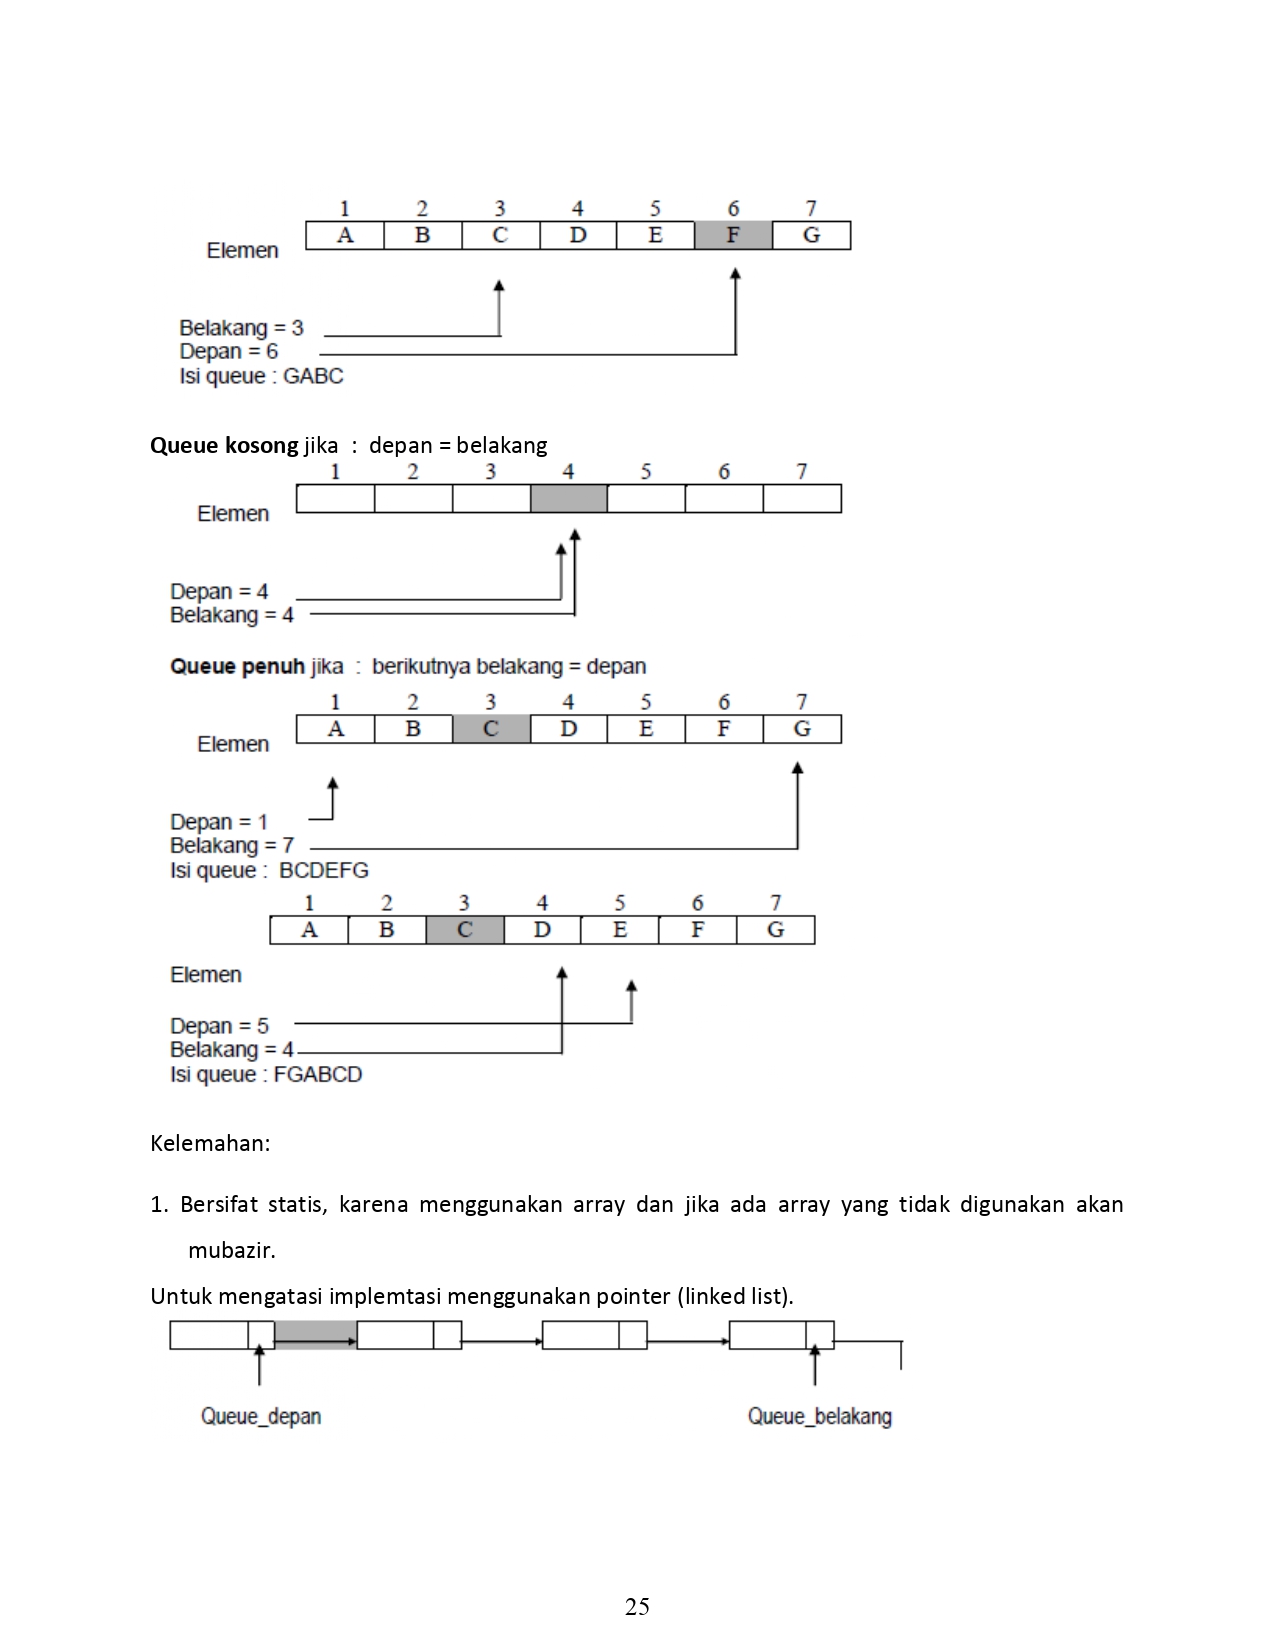 1 2 3 4 5 6 7
A B C D E F G
Elemen
Belakang = 3
Depan = 6
Isi queue : GABC
Queue kosong jika : depan = belakang
1 2 3 4 5 6 7
Elemen
Depan = 4
Belakang = 4
Queue penuh jika : berikutnya belakang = depan
1 2 3 4 5 6 7
A B C D E F G
Elemen
Depan = 1
Belakang = 7
Isi queue : BCDEFG
1 2 3 4 5 6 7
A B C D E F G
Elemen
Depan = 5
Belakang = 4
Isi queue : FGABCD
Kelemahan:
1. Bersifat statis, karena menggunakan array dan jika ada array yang tidak digunakan akan
mubazir.
Untuk mengatasi implemtasi menggunakan pointer (linked list).
Queue_depan Queue_belakang
25